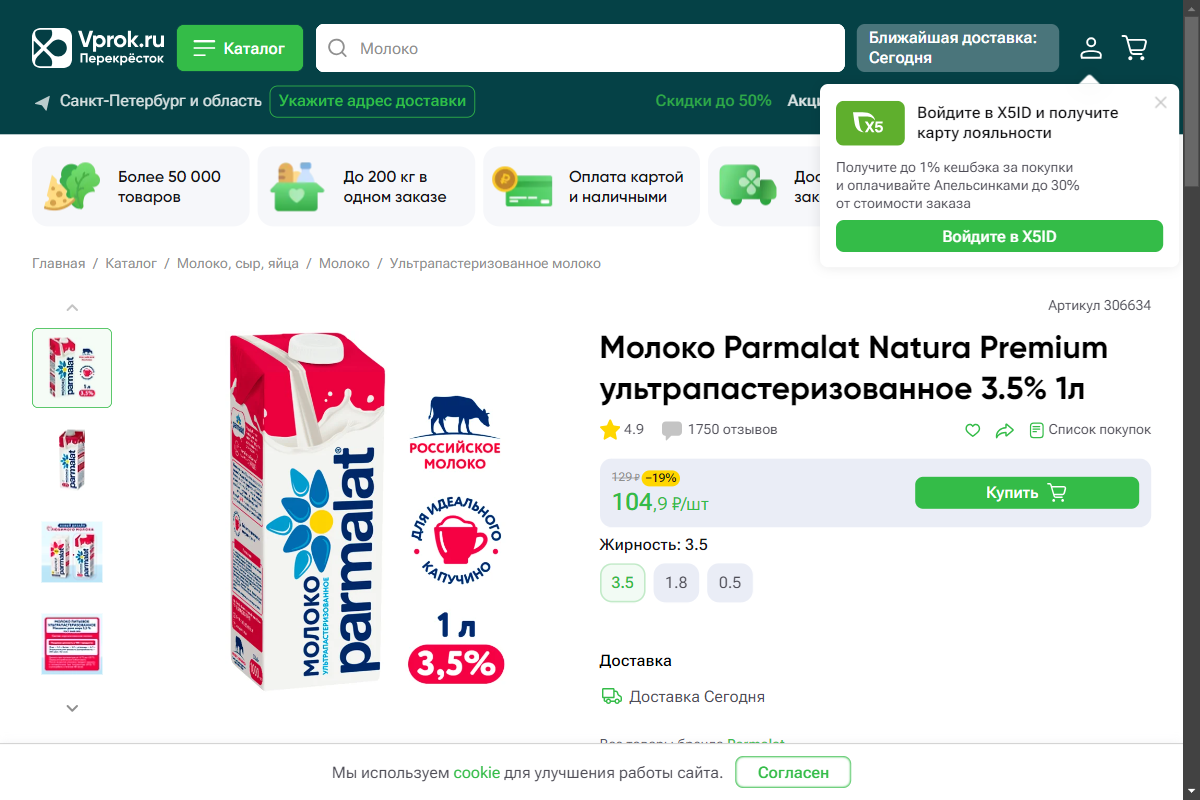 Vprok.ru
Перекрёсток
Каталог
Молоко
Ближайшая доставка:
Сегодня
Санкт-Петербург и область
Укажите адрес доставки
Скидки до 50%
X5
Войдите в X5ID и получите
карту лояльности
Получите до 1% кешбэка за покупки
и оплачивайте Апельсинками до 30%
от стоимости заказа
Войдите в X5ID
Более 50 000
товаров
До 200 кг в
одном заказе
Оплата картой
и наличными
Главная / Каталог / Молоко, сыр, яйца / Молоко / Ультрапастеризованное молоко
Артикул 306634
Молоко Parmalat Natura Premium
ультрапастеризованное 3.5% 1л
4.9
1750 отзывов
Список покупок
129 ₽
−19%
104,9 ₽/шт
Купить
Жирность: 3.5
3.5
1.8
0.5
Доставка
Доставка Сегодня
МОЛОКО
УЛЬТРАПАСТЕРИЗОВАННОЕ
parmalat
РОССИЙСКОЕ
МОЛОКО
ДЛЯ ИДЕАЛЬНОГО
КАПУЧИНО
1 л
3,5%
Все товары бренда Parmalat
Мы используем cookie для улучшения работы сайта.
Согласен